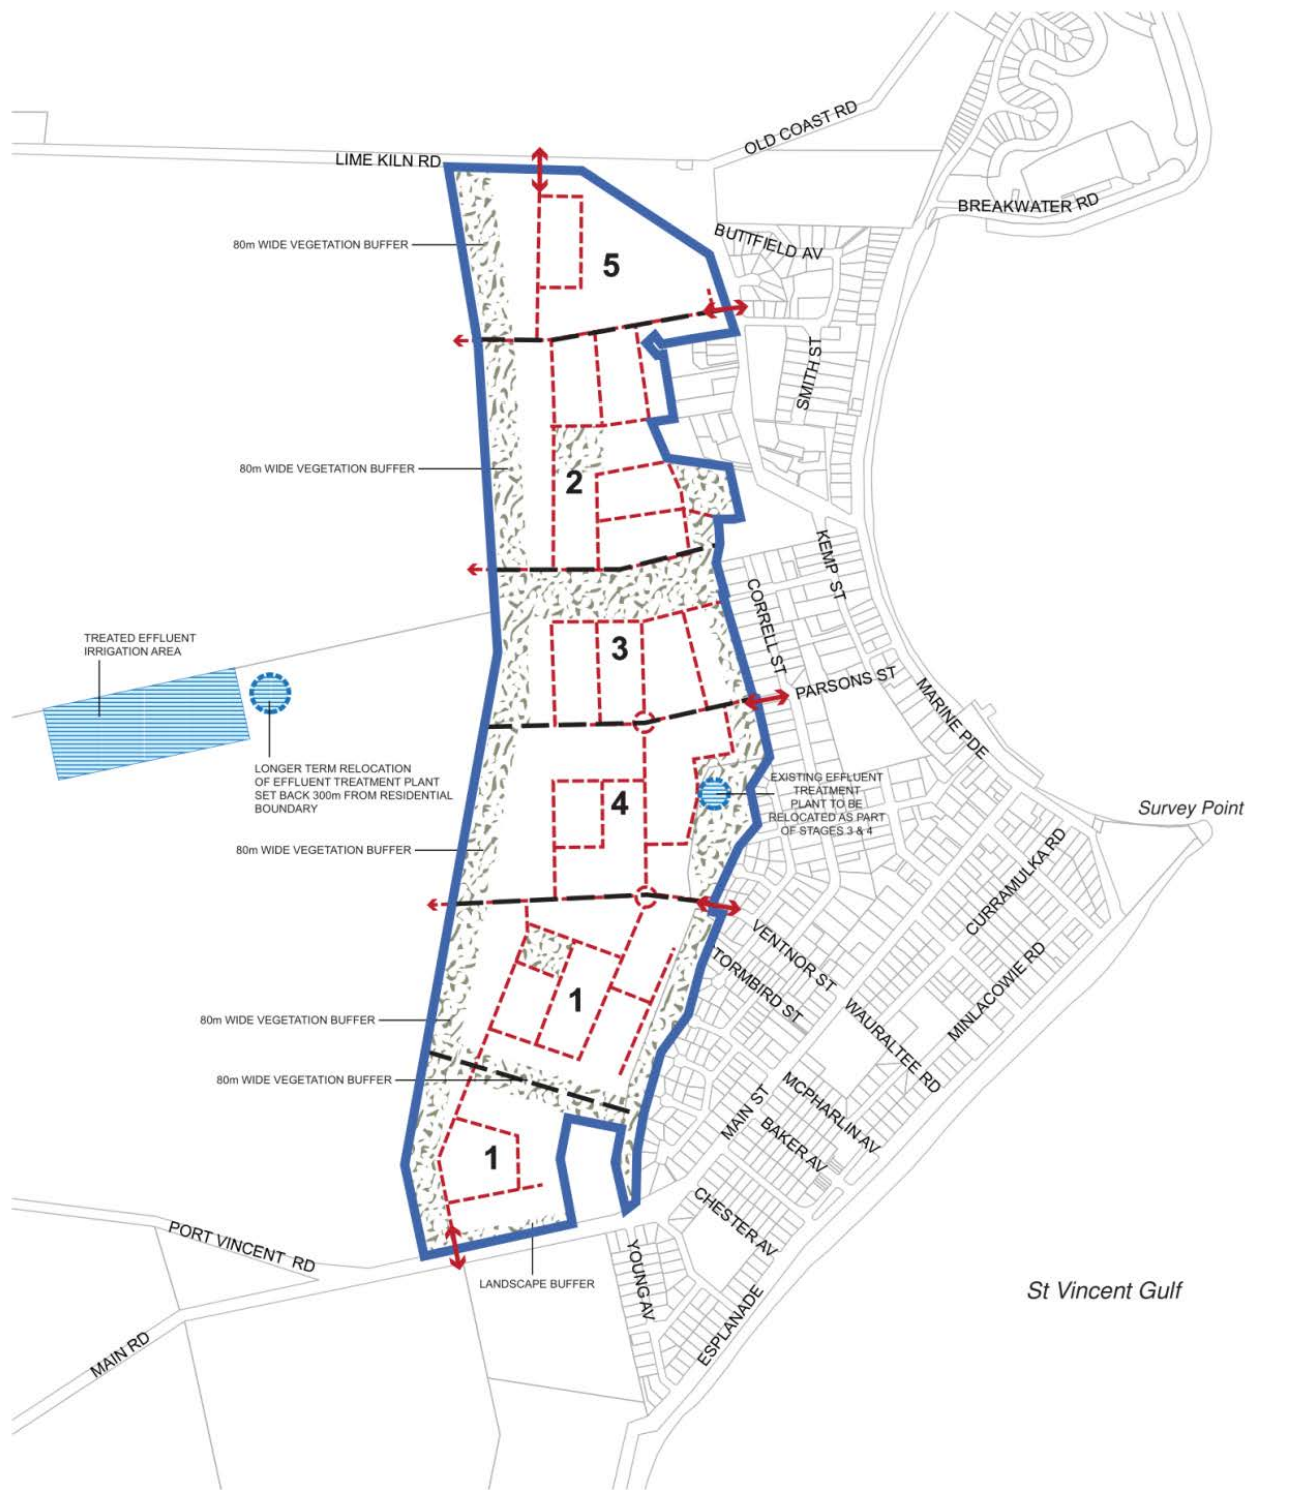 OLD COAST RD
LIME KILN RD
BREAKWATER RD
BUTTFIELD AV
80m WIDE VEGETATION BUFFER
5
SMITH ST
80m WIDE VEGETATION BUFFER
2
KEMP ST
CORRELL ST
TREATED EFFLUENT
IRRIGATION AREA
3
PARSONS ST
MARINE PDE
LONGER TERM RELOCATION
OF EFFLUENT TREATMENT PLANT
SET BACK 300m FROM RESIDENTIAL
BOUNDARY
4
EXISTING EFFLUENT
TREATMENT
PLANT TO BE
RELOCATED AS PART
OF STAGES 3 & 4
Survey Point
80m WIDE VEGETATION BUFFER
CURRAMULKA RD
VENTNOR ST
TORMBIRD ST
MINLACOWIE RD
WAURALTEE RD
1
80m WIDE VEGETATION BUFFER
80m WIDE VEGETATION BUFFER
MAIN ST
MCPHARLIN AV
BAKER AV
1
CHESTER AV
PORT VINCENT RD
YOUNG AV
LANDSCAPE BUFFER
St Vincent Gulf
ESPLANADE
MAIN RD